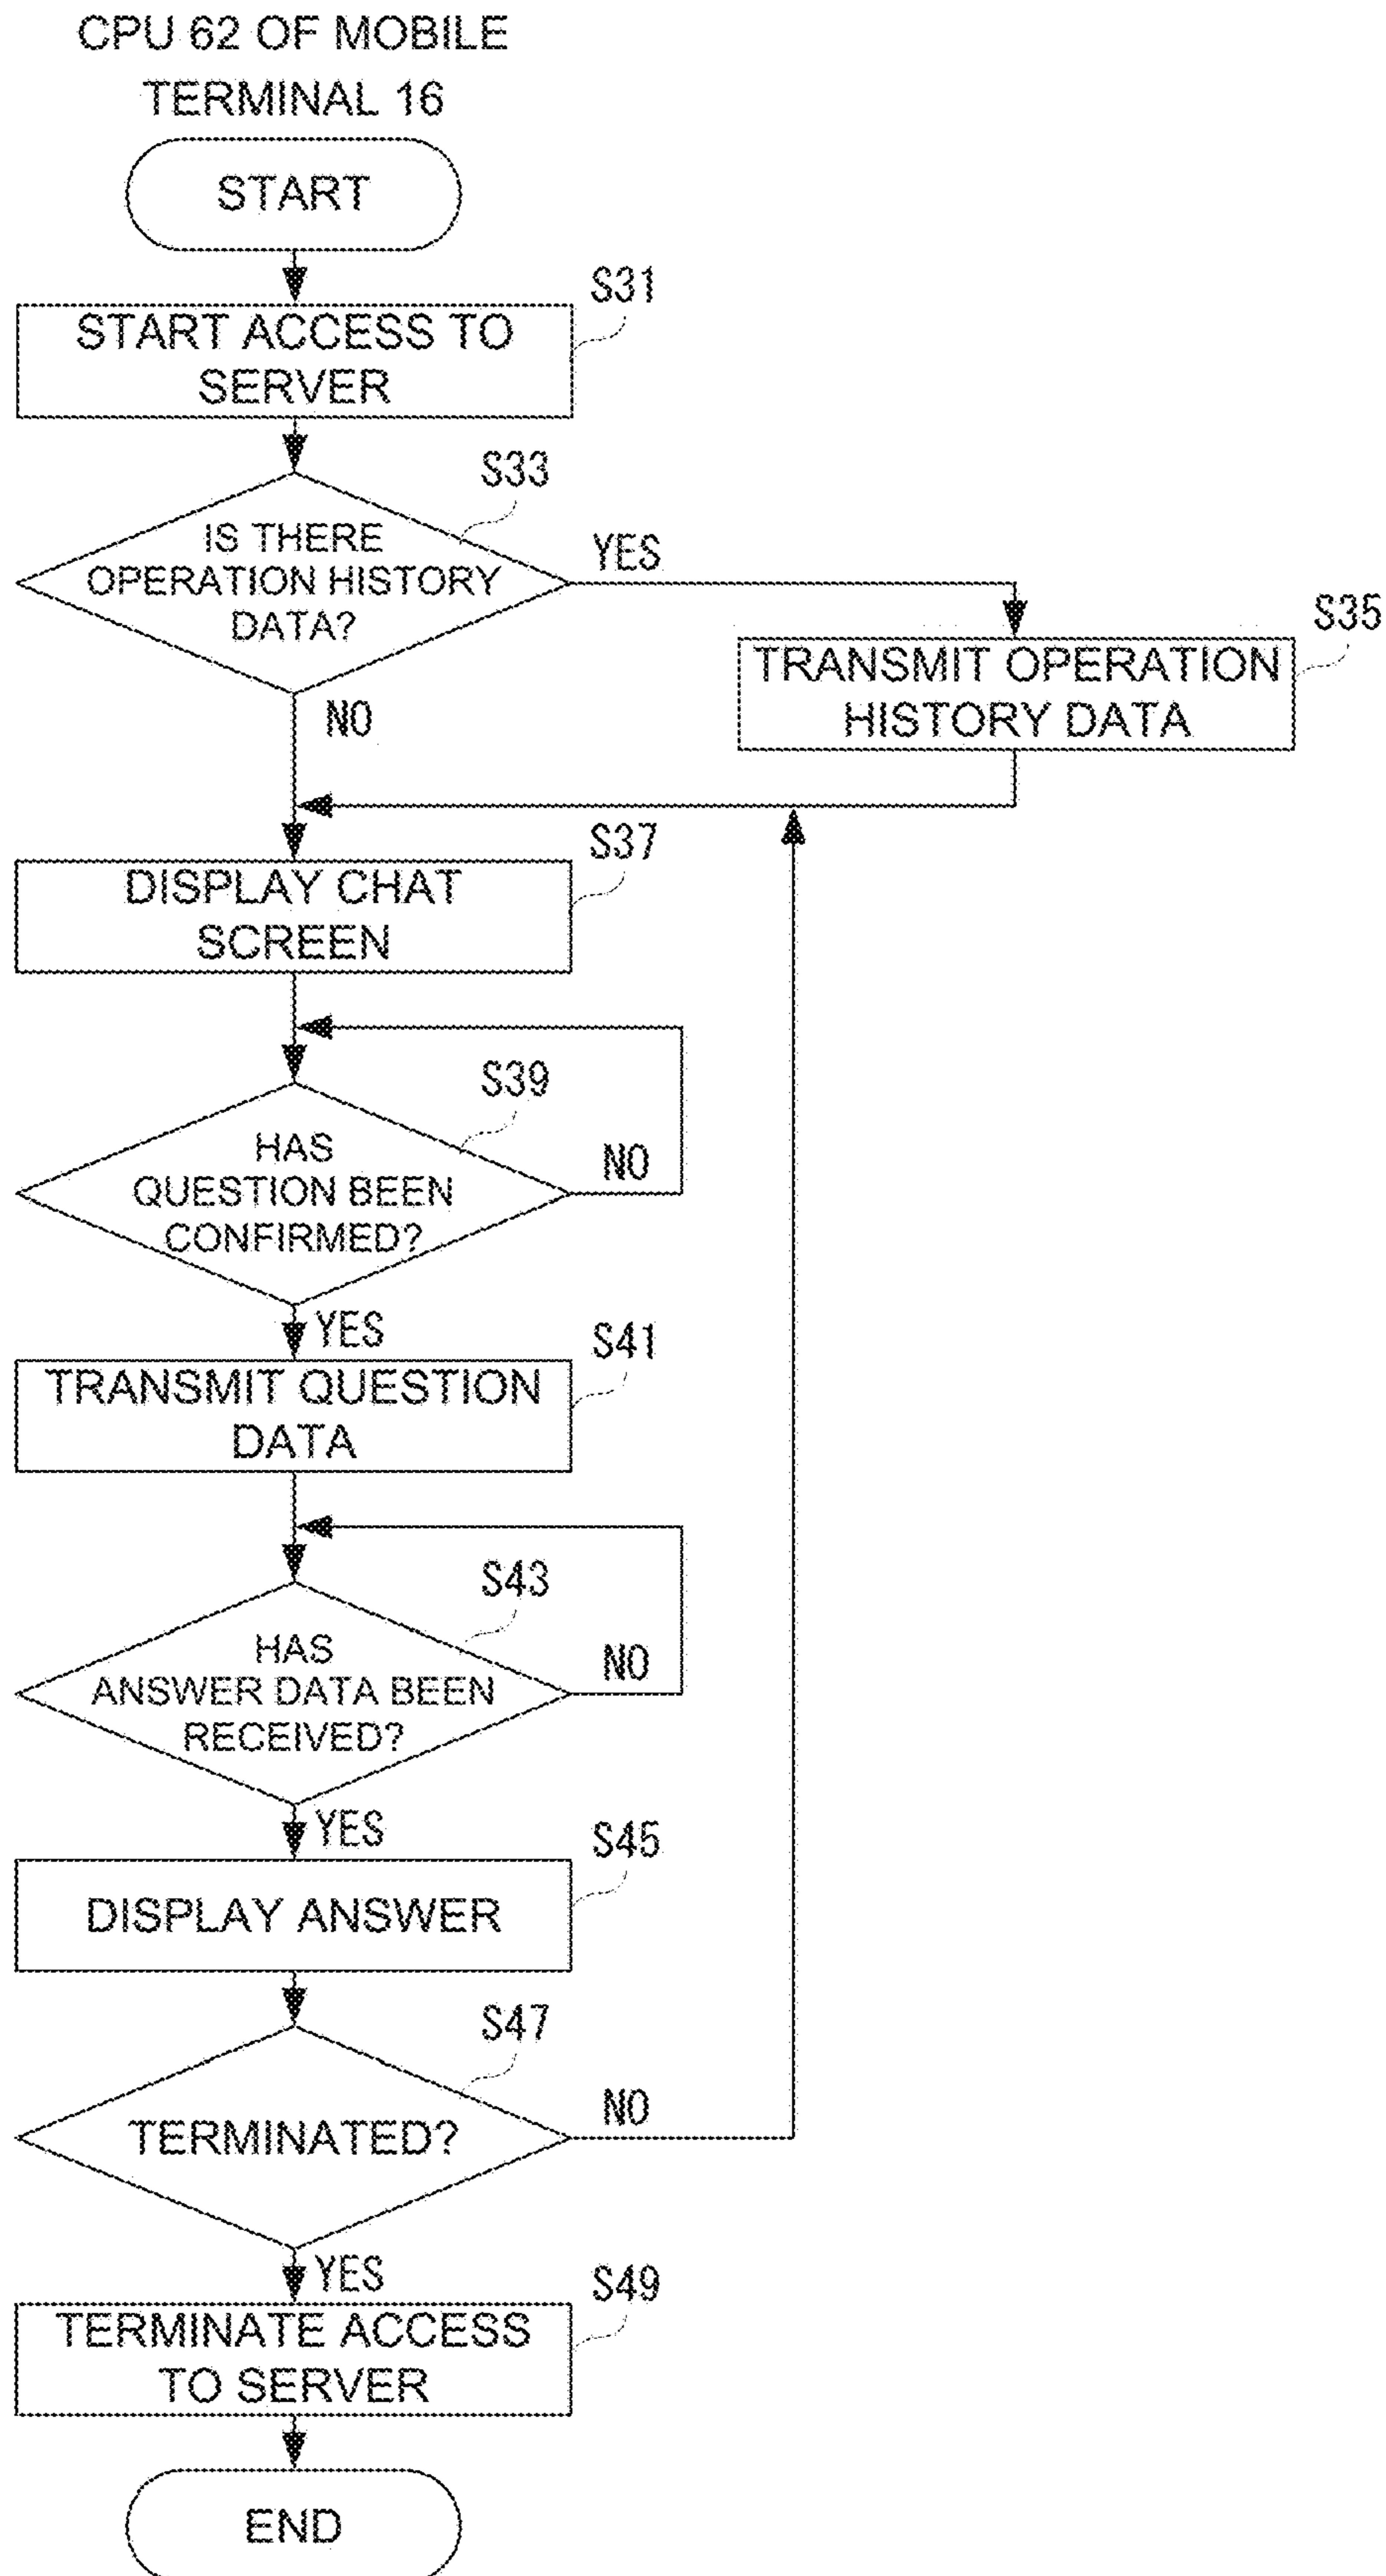 CPU 62 OF MOBILE
TERMINAL 16
START
S31
START ACCESS TO
SERVER
S33
IS THERE
OPERATION HISTORY
DATA?
YES
S35
TRANSMIT OPERATION
HISTORY DATA
NO
S37
DISPLAY CHAT
SCREEN
S39
HAS
QUESTION BEEN
CONFIRMED?
NO
YES
S41
TRANSMIT QUESTION
DATA
S43
HAS
ANSWER DATA BEEN
RECEIVED?
NO
YES
S45
DISPLAY ANSWER
S47
TERMINATED?
NO
YES
S49
TERMINATE ACCESS
TO SERVER
END